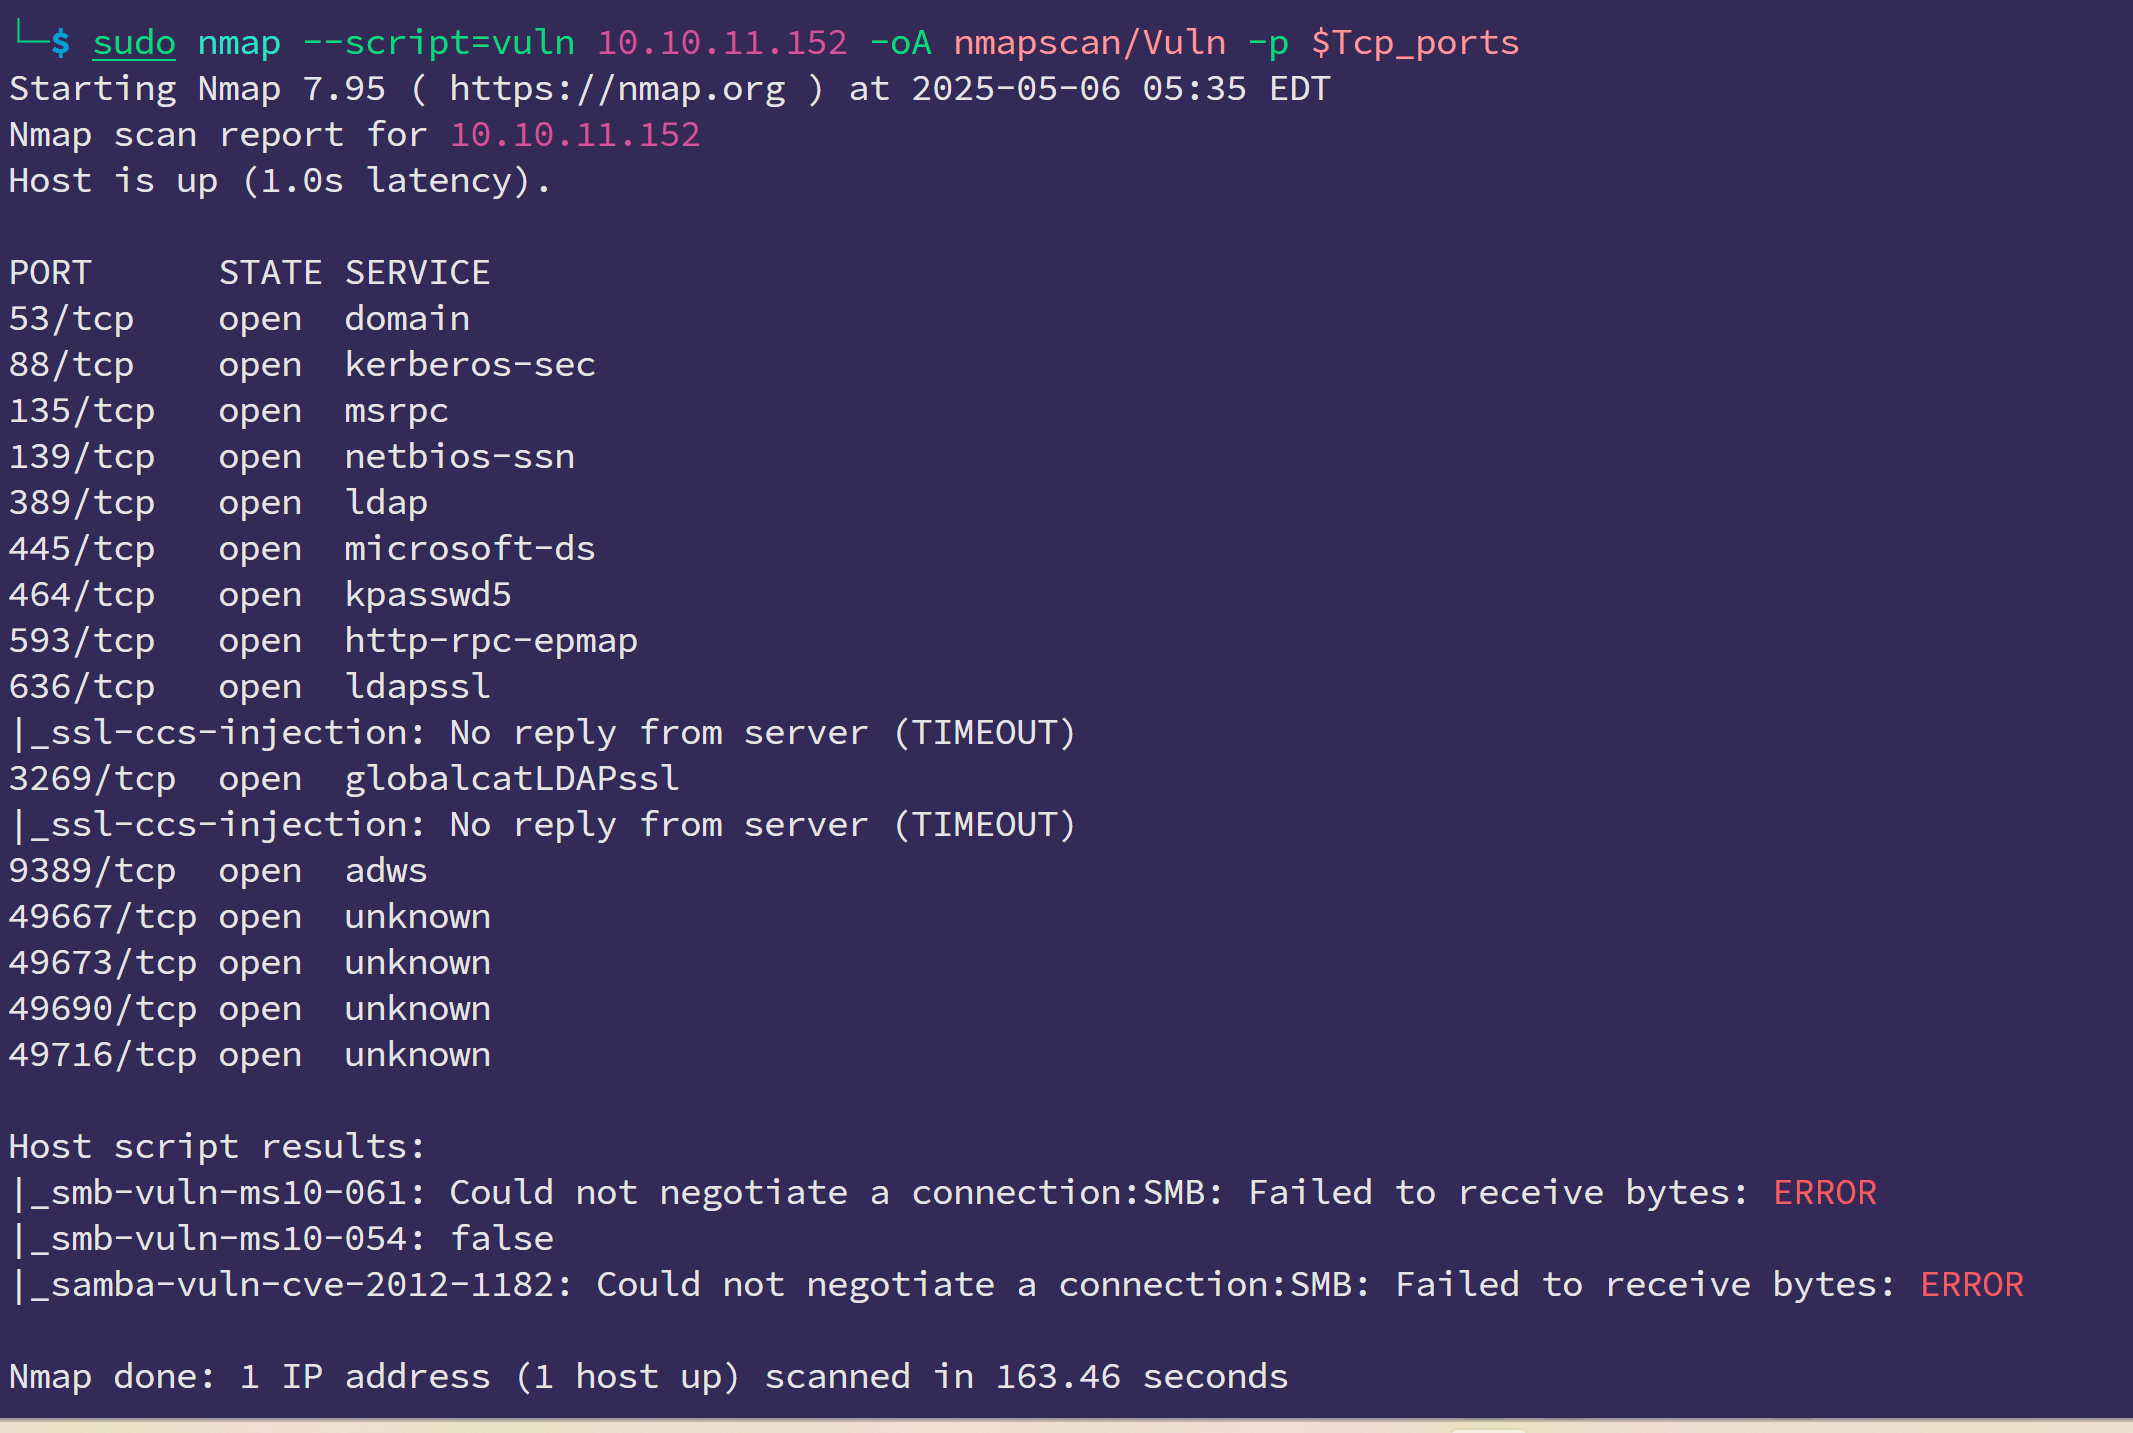 └─$ sudo nmap --script=vuln 10.10.11.152 -oA nmapscan/Vuln -p $Tcp_ports
Starting Nmap 7.95 ( https://nmap.org ) at 2025-05-06 05:35 EDT
Nmap scan report for 10.10.11.152
Host is up (1.0s latency).

PORT      STATE SERVICE
53/tcp    open  domain
88/tcp    open  kerberos-sec
135/tcp   open  msrpc
139/tcp   open  netbios-ssn
389/tcp   open  ldap
445/tcp   open  microsoft-ds
464/tcp   open  kpasswd5
593/tcp   open  http-rpc-epmap
636/tcp   open  ldapssl
|_ssl-ccs-injection: No reply from server (TIMEOUT)
3269/tcp  open  globalcatLDAPssl
|_ssl-ccs-injection: No reply from server (TIMEOUT)
9389/tcp  open  adws
49667/tcp open  unknown
49673/tcp open  unknown
49690/tcp open  unknown
49716/tcp open  unknown

Host script results:
|_smb-vuln-ms10-061: Could not negotiate a connection:SMB: Failed to receive bytes: ERROR
|_smb-vuln-ms10-054: false
|_samba-vuln-cve-2012-1182: Could not negotiate a connection:SMB: Failed to receive bytes: ERROR

Nmap done: 1 IP address (1 host up) scanned in 163.46 seconds